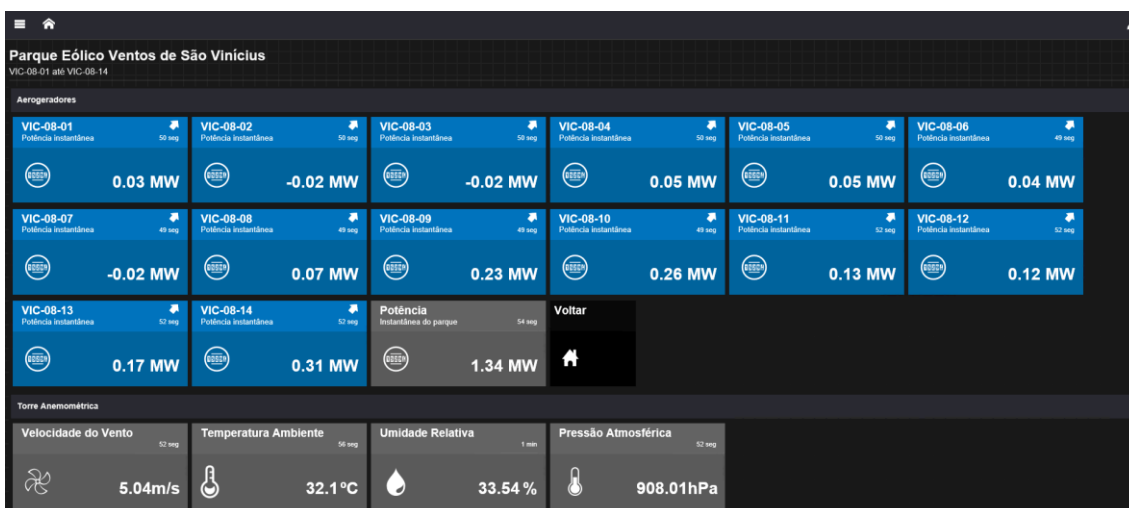 Parque Eólico Ventos de São Vinícius
VIC-08-01 até VIC-08-14
Aerogeradores
VIC-08-01
Potência instantânea 50 seg
0.03 MW
VIC-08-02
Potência instantânea 50 seg
-0.02 MW
VIC-08-03
Potência instantânea 50 seg
-0.02 MW
VIC-08-04
Potência instantânea 50 seg
0.05 MW
VIC-08-05
Potência instantânea 50 seg
0.05 MW
VIC-08-06
Potência instantânea 49 seg
0.04 MW
VIC-08-07
Potência instantânea 49 seg
-0.02 MW
VIC-08-08
Potência instantânea 49 seg
0.07 MW
VIC-08-09
Potência instantânea 49 seg
0.23 MW
VIC-08-10
Potência instantânea 49 seg
0.26 MW
VIC-08-11
Potência instantânea 52 seg
0.13 MW
VIC-08-12
Potência instantânea 52 seg
0.12 MW
VIC-08-13
Potência instantânea 52 seg
0.17 MW
VIC-08-14
Potência instantânea 52 seg
0.31 MW
Potência
Instantânea do parque 54 seg
1.34 MW
Voltar
Torre Anemométrica
Velocidade do Vento
52 seg
5.04m/s
Temperatura Ambiente
56 seg
32.1ºC
Umidade Relativa
1 min
33.54 %
Pressão Atmosférica
52 seg
908.01hPa